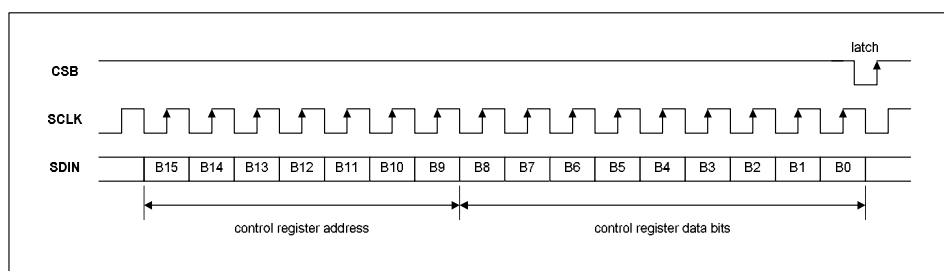 latch
CSB
SCLK
SDIN B15 B14 B13 B12 B11 B10 B9 B8 B7 B6 B5 B4 B3 B2 B1 B0
control register address control register data bits